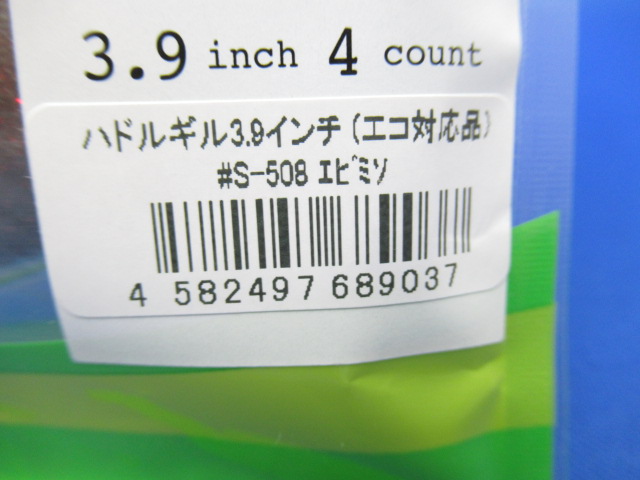 3.9 inch 4 count
ハドルギル3.9インチ(エコ対応品)
#S-508 エビミソ
4 582497 689037